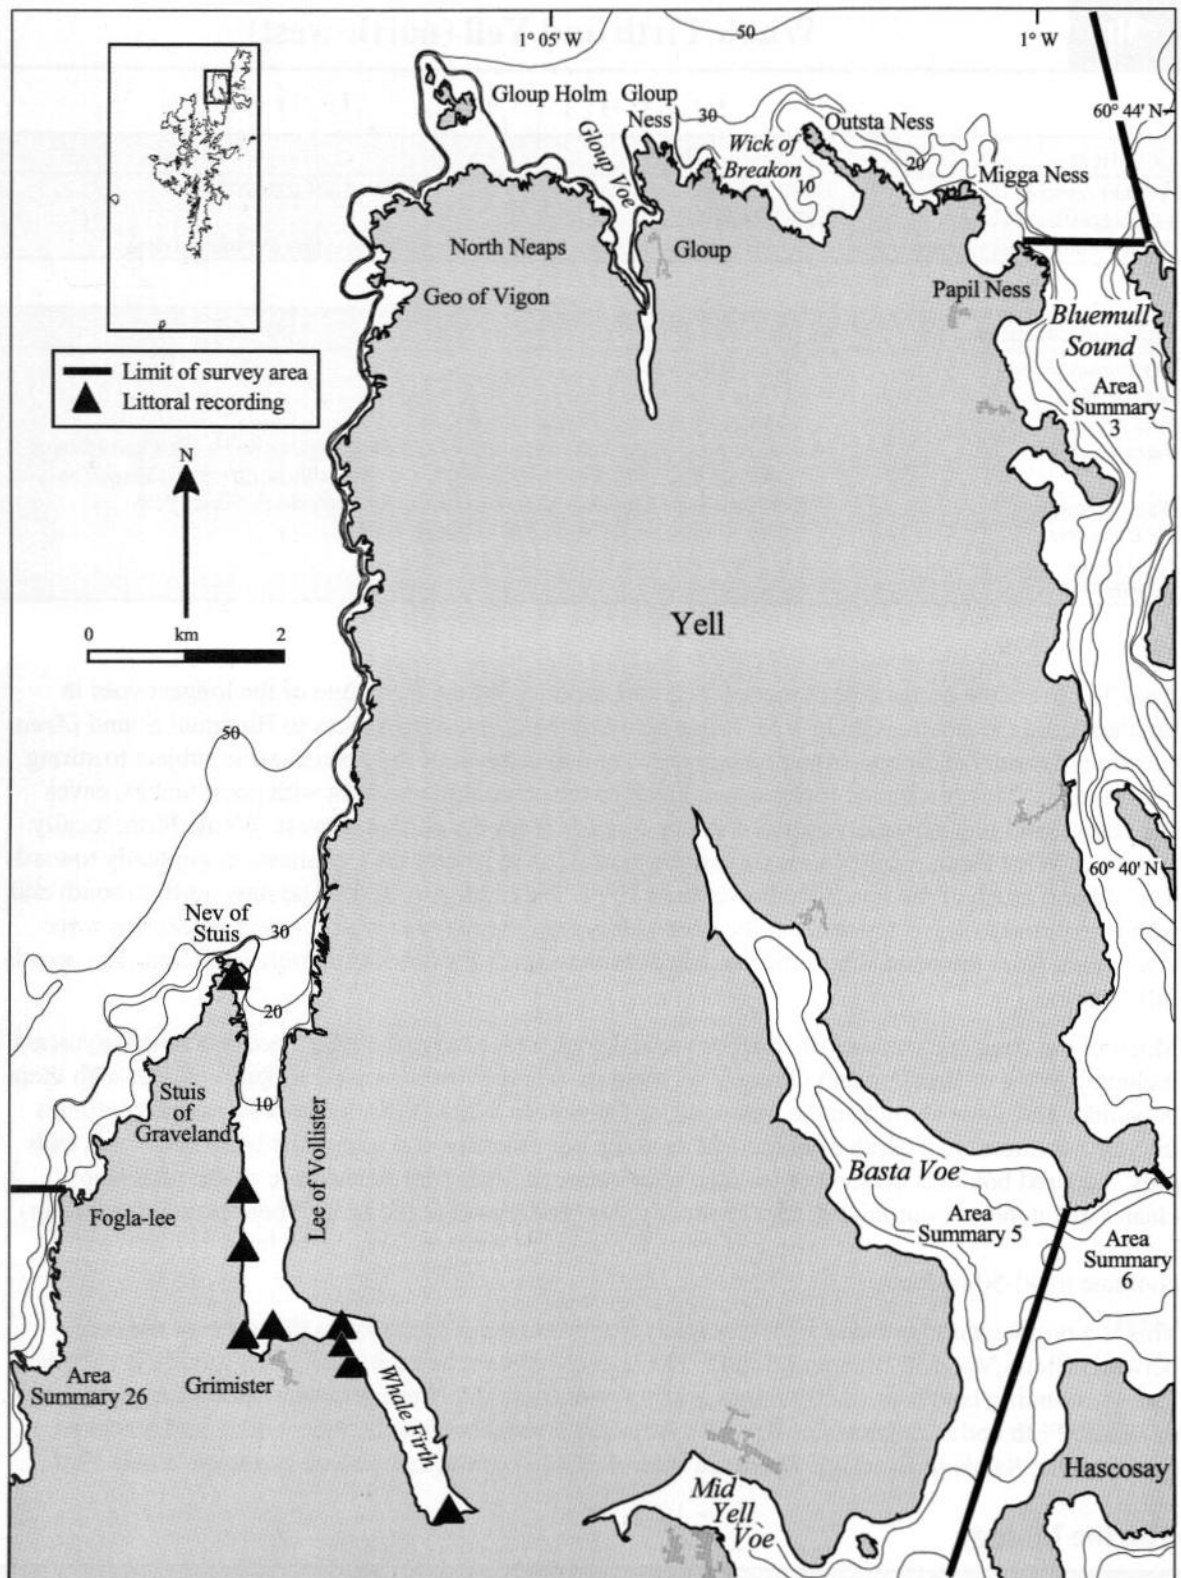 1° 05' W
50
1° W
Gloup Holm
Gloup
Ness
30
Outsta Ness
60° 44' N
Gloup Voe
Wick of
Breakon
10
20
Migga Ness
North Neaps
Gloup
Geo of Vigon
Papil Ness
Bluemull
Sound
Area
Summary
3
Limit of survey area
Littoral recording
N
0 km 2
Yell
50
60° 40' N
Nev of
Stuis
30
20
Stuis
of
Graveland
10
Lee of Vollister
Fogla-lee
Basta Voe
Area
Summary 5
Area
Summary
6
Area
Summary 26
Grimister
Whale Firth
Mid
Yell
Voe
Hascosay